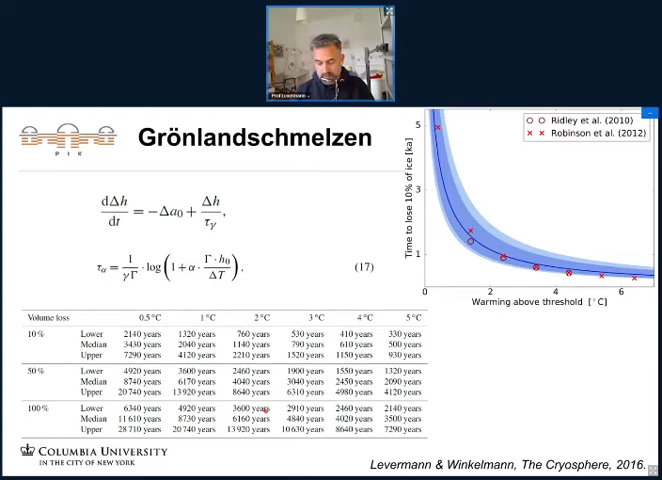 Prof Levermann
P I K
Grönlandschmelzen
dΔh/dt = −Δa₀ + Δh/τᵧ,
τα = 1/γΓ · log(1 + α · Γ · h₀/ΔT), (17)
Volume loss 0.5 °C 1 °C 2 °C 3 °C 4 °C 5 °C
10 % Lower 2140 years 1320 years 760 years 530 years 410 years 330 years
Median 3430 years 2040 years 1140 years 790 years 610 years 500 years
Upper 7290 years 4120 years 2210 years 1520 years 1150 years 930 years
50 % Lower 4920 years 3600 years 2460 years 1900 years 1550 years 1320 years
Median 8740 years 6170 years 4040 years 3040 years 2450 years 2090 years
Upper 20 740 years 13 920 years 8640 years 6310 years 4980 years 4120 years
100 % Lower 6340 years 4920 years 3600 years 2910 years 2460 years 2140 years
Median 11 610 years 8730 years 6160 years 4840 years 4020 years 3500 years
Upper 28 710 years 20 740 years 13 920 years 10 630 years 8640 years 7290 years
Ridley et al. (2010)
Robinson et al. (2012)
Time to lose 10% of ice [ka]
5
3
1
0 2 4 6
Warming above threshold [°C]
COLUMBIA UNIVERSITY
IN THE CITY OF NEW YORK
Levermann & Winkelmann, The Cryosphere, 2016.